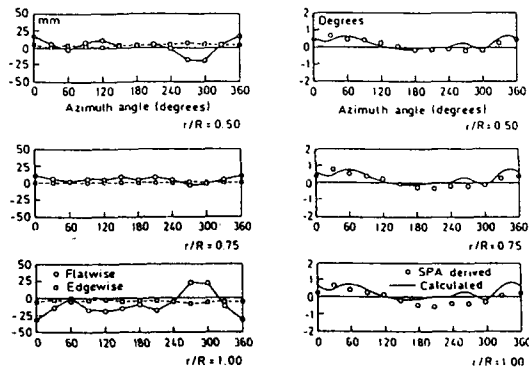 50 mm
25
0
-25
50
0 60 120 180 240 300 360
Azimuth angle (degrees)
r/R = 0.50
2 Degrees
1
0
-1
-2
0 60 120 180 240 300 360
Azimuth angle (degrees)
r/R = 0.50
50
25
0
25
50
0 60 120 180 240 300 360
r/R = 0.75
2
1
0
-1
-2
0 60 120 180 240 300 360
r/R = 0.75
50
25
0
-25
50
Flatwise
Edgewise
0 60 120 180 240 300 360
r/R = 1.00
2
1
0
-1
-2
SPA derived
Calculated
0 60 120 180 240 300 360
r/R = 1.00